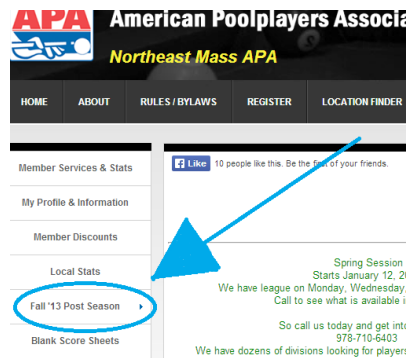 APA
American Poolplayers Associa
Northeast Mass APA
HOME ABOUT RULES / BYLAWS REGISTER LOCATION FINDER
Member Services & Stats
My Profile & Information
Member Discounts
Local Stats
Fall '13 Post Season
Blank Score Sheets
Like 10 people like this. Be the first of your friends.
Spring Session
Starts January 12, 20
We have league on Monday, Wednesday,
Call to see what is available i
So call us today and get into
978-710-6403
We have dozens of divisions looking for players